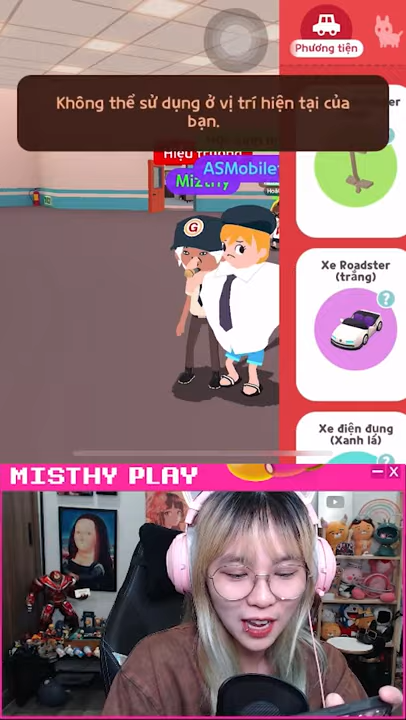 Phương tiện
Không thể sử dụng ở vị trí hiện tại của
bạn.
Hiệu trưởng
ASMobile
Mizthy
G
?
Xe Roadster
(trắng)
?
Xe điện đụng
(Xanh lá)
?
MISTHY PLAY
– X